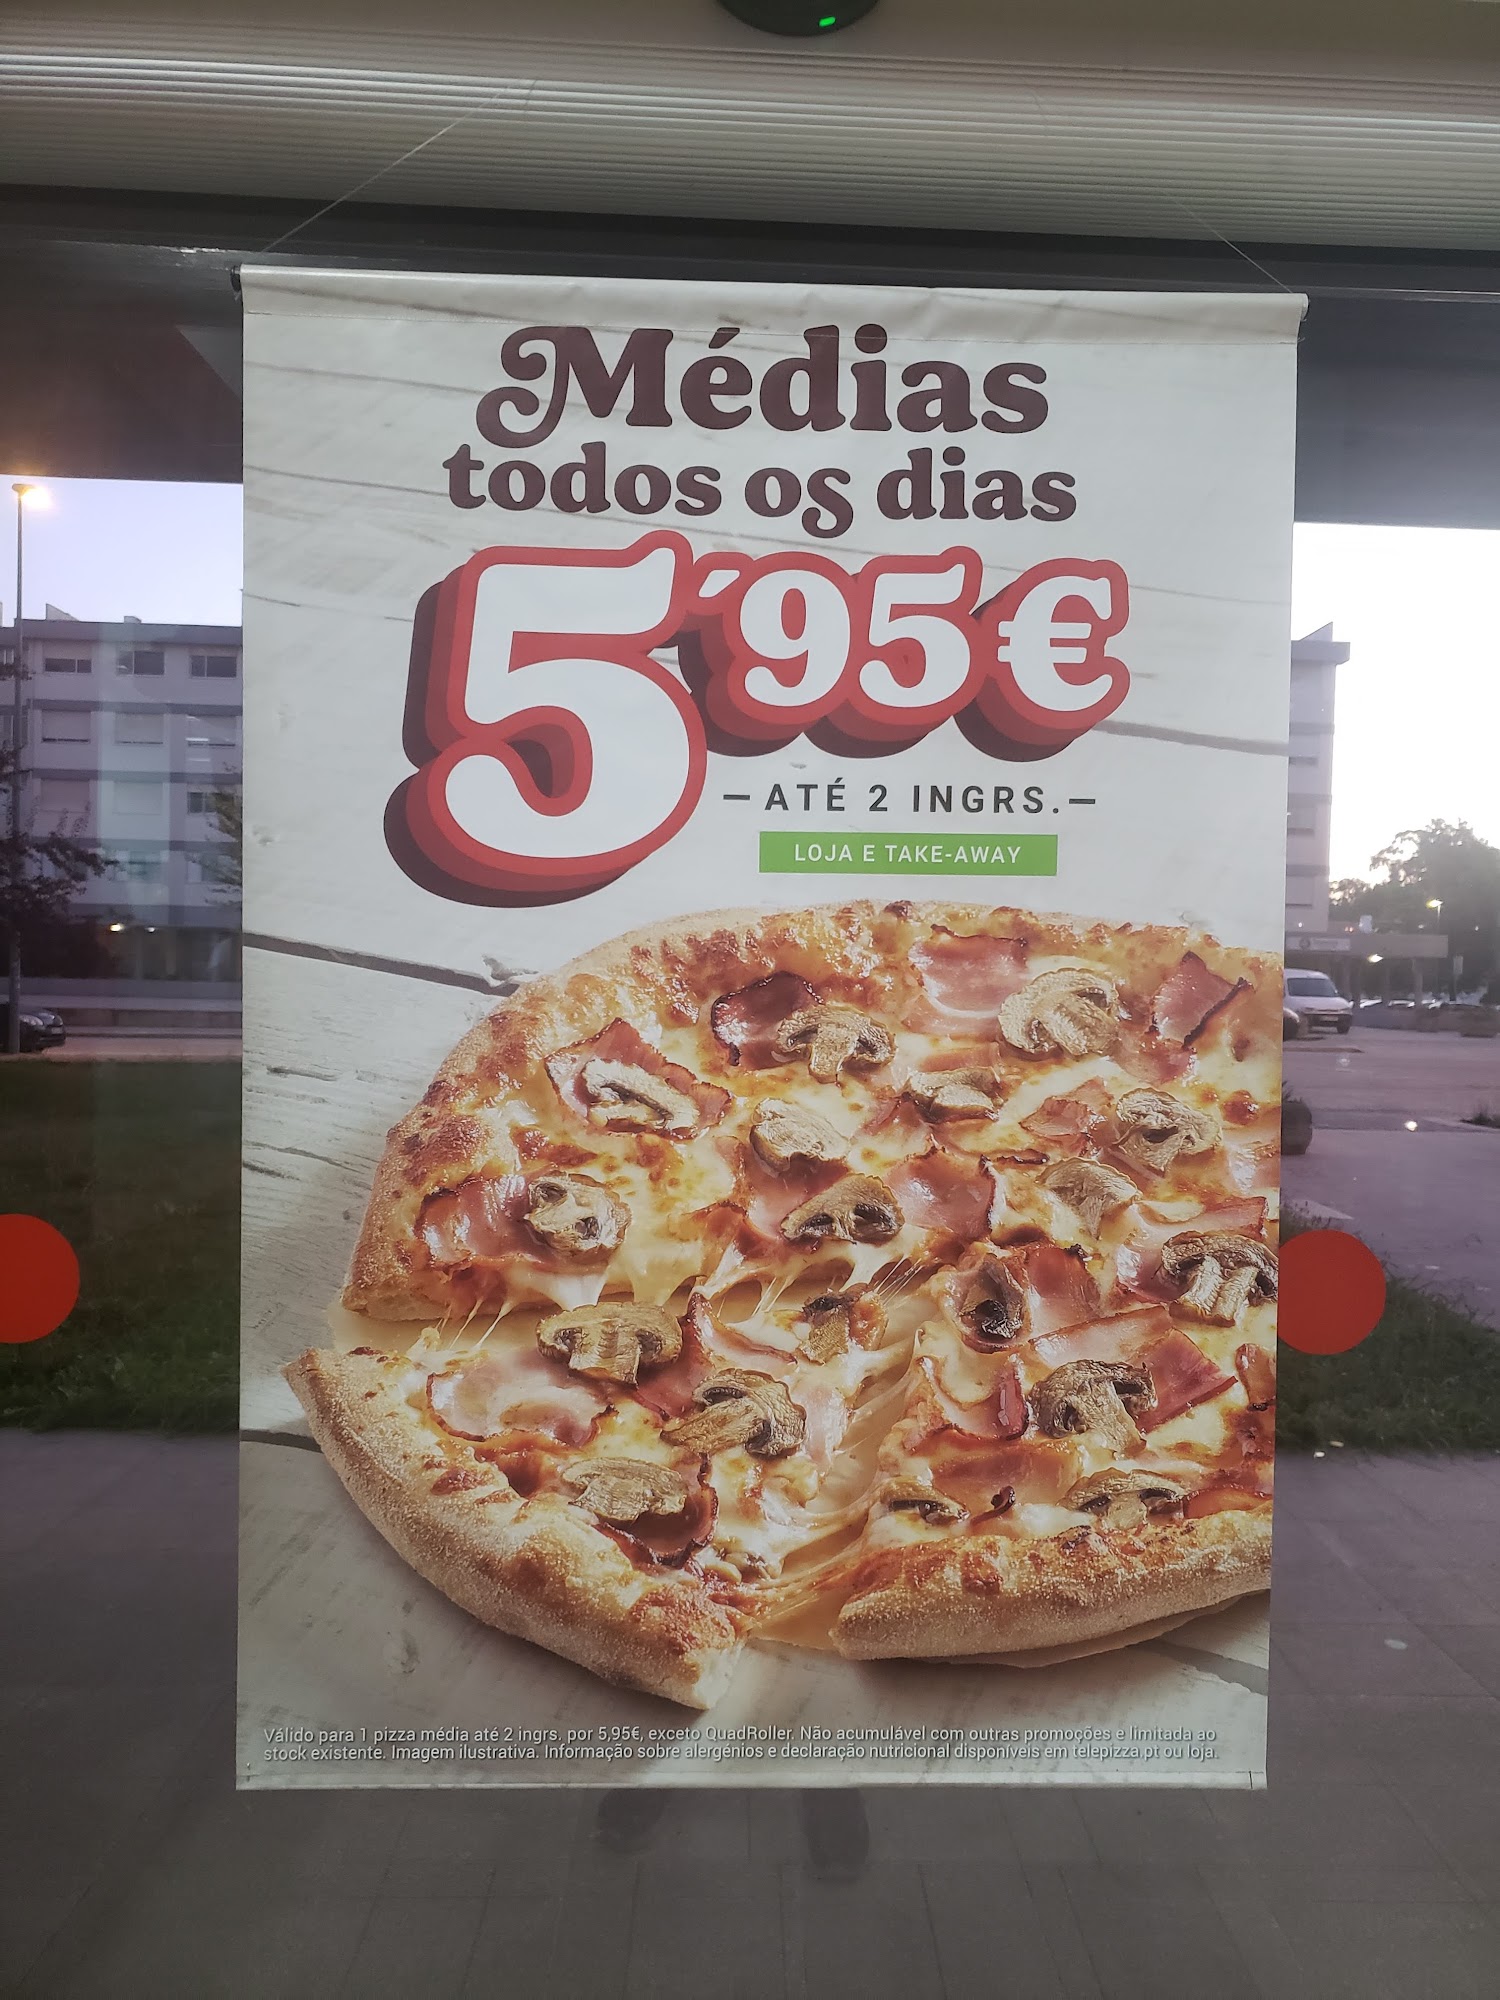 Médias
todos os dias
5'95€
— ATÉ 2 INGRS. —
LOJA E TAKE-AWAY
Válido para 1 pizza média até 2 ingrs. por 5,95€, exceto QuadRoller. Não acumulável com outras promoções e limitada ao
stock existente. Imagem ilustrativa. Informação sobre alergénios e declaração nutricional disponíveis em telepizza.pt ou loja.